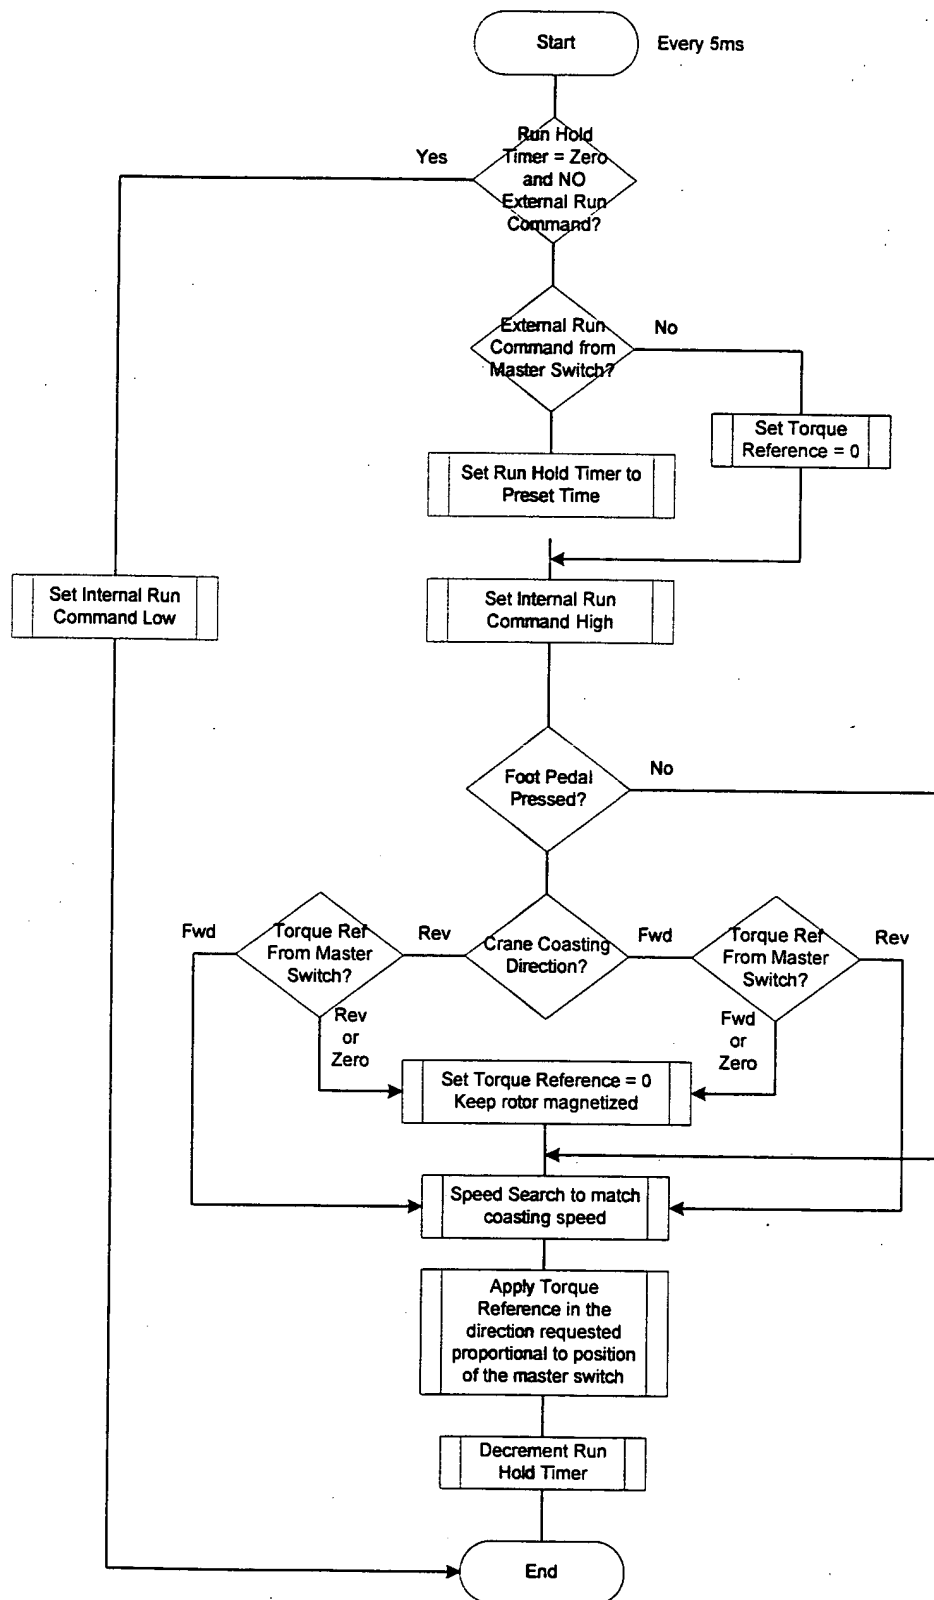 Start
Every 5ms
Run Hold
Timer = Zero
and NO
External Run
Command?
Yes
External Run
Command from
Master Switch?
No
Set Torque
Reference = 0
Set Run Hold Timer to
Preset Time
Set Internal Run
Command Low
Set Internal Run
Command High
Foot Pedal
Pressed?
No
Fwd
Torque Ref
From Master
Switch?
Rev
Crane Coasting
Direction?
Fwd
Torque Ref
From Master
Switch?
Rev
Rev
or
Zero
Fwd
or
Zero
Set Torque Reference = 0
Keep rotor magnetized
Speed Search to match
coasting speed
Apply Torque
Reference in the
direction requested
proportional to position
of the master switch
Decrement Run
Hold Timer
End